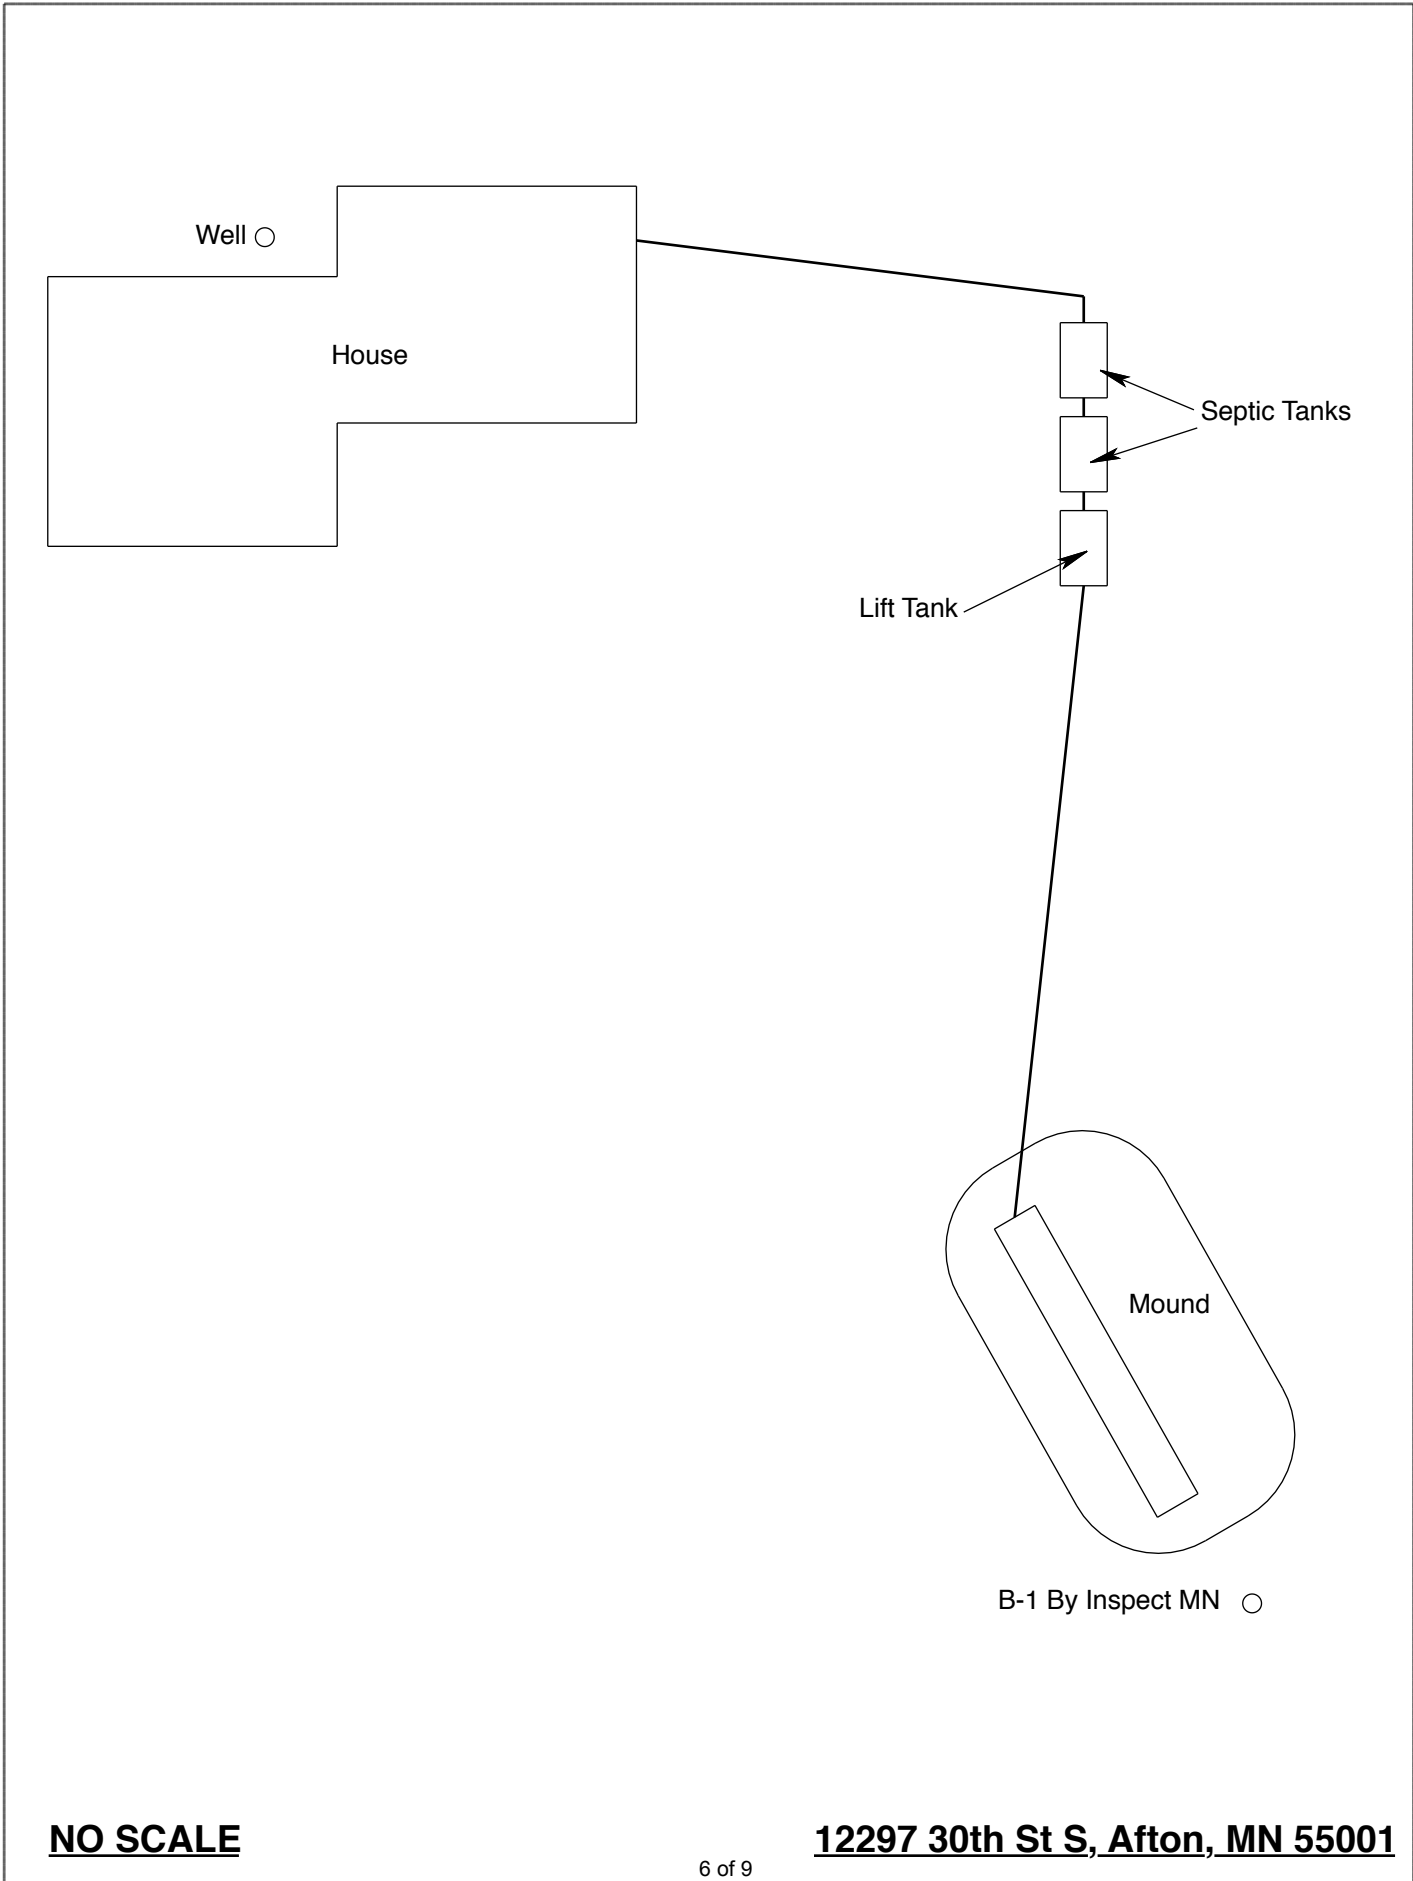 Well
House
Septic Tanks
Lift Tank
Mound
B-1 By Inspect MN
NO SCALE
12297 30th St S, Afton, MN 55001
6 of 9